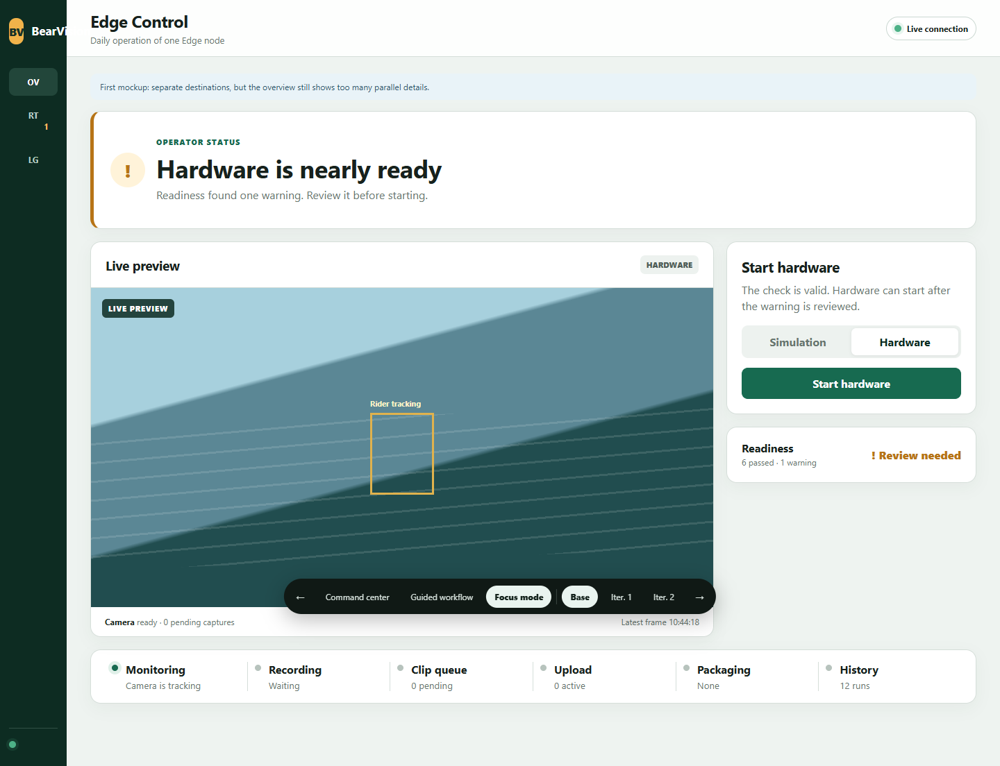 BV BearVi
OV
RT
1
LG
Edge Control
Daily operation of one Edge node
Live connection
First mockup: separate destinations, but the overview still shows too many parallel details.
!
OPERATOR STATUS
Hardware is nearly ready
Readiness found one warning. Review it before starting.
Live preview
HARDWARE
LIVE PREVIEW
Rider tracking
Camera ready · 0 pending captures
Latest frame 10:44:18
Start hardware
The check is valid. Hardware can start after
the warning is reviewed.
Simulation
Hardware
Start hardware
Readiness
6 passed · 1 warning
! Review needed
← Command center Guided workflow Focus mode Base Iter. 1 Iter. 2 →
Monitoring
Camera is tracking
Recording
Waiting
Clip queue
0 pending
Upload
0 active
Packaging
None
History
12 runs